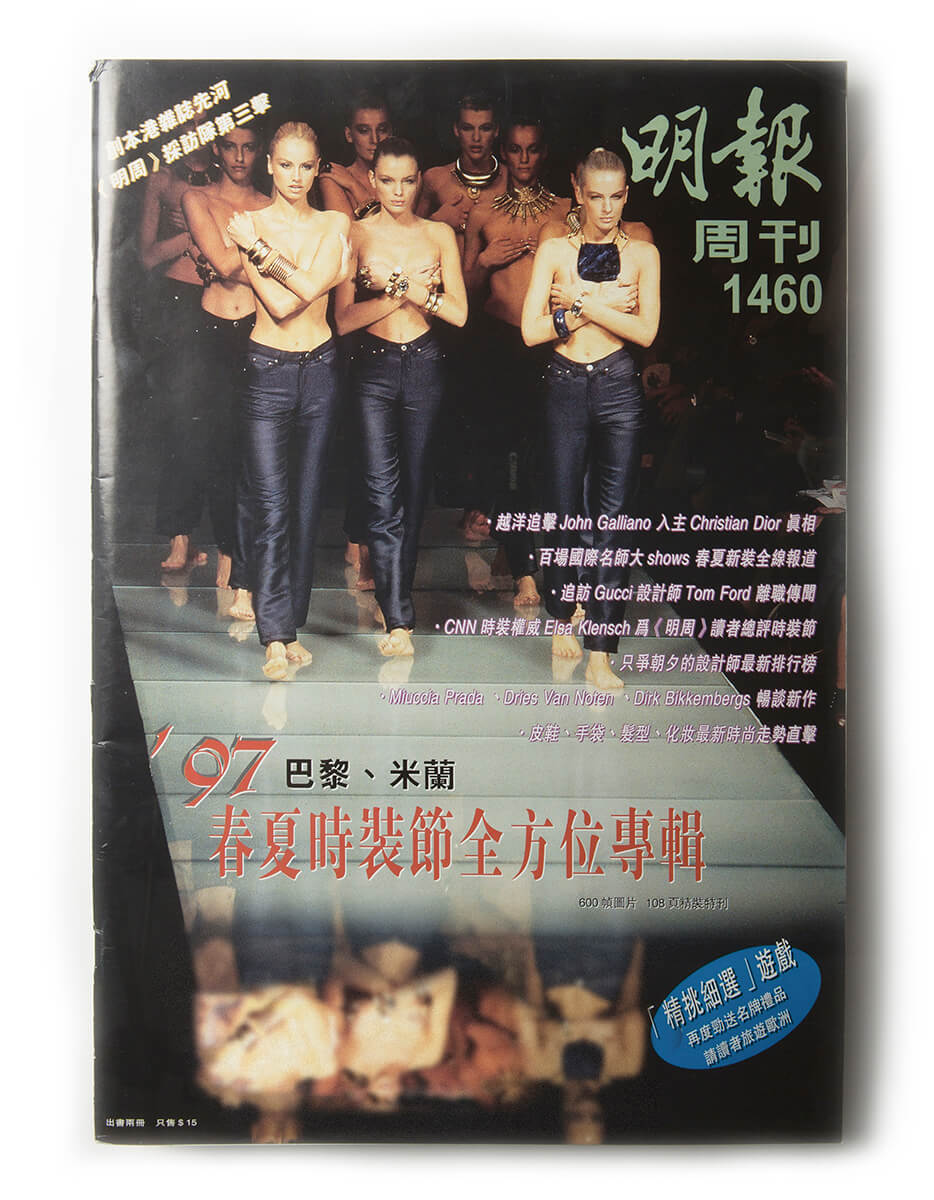 創本港雜誌先河
《明周》採訪隊第三擊
明報
周刊
1460
・越洋追擊 John Galliano 入主 Christian Dior 真相
・百場國際名師大 shows 春夏新裝全線報道
・追訪 Gucci 設計師 Tom Ford 離職傳聞
・CNN 時裝權威 Elsa Klensch 爲《明周》讀者總評時裝節
・只爭朝夕的設計師最新排行榜
・Miuccia Prada、Dries Van Noten、Dirk Bikkembergs 暢談新作
・皮鞋、手袋、髮型、化妝最新時尚走勢直擊
'97 巴黎、米蘭
春夏時裝節全方位專輯
600 幀圖片 108 頁精裝特刊
「精挑細選」遊戲
再度勁送名牌禮品
請讀者旅遊歐洲
出書兩冊 只售 $15